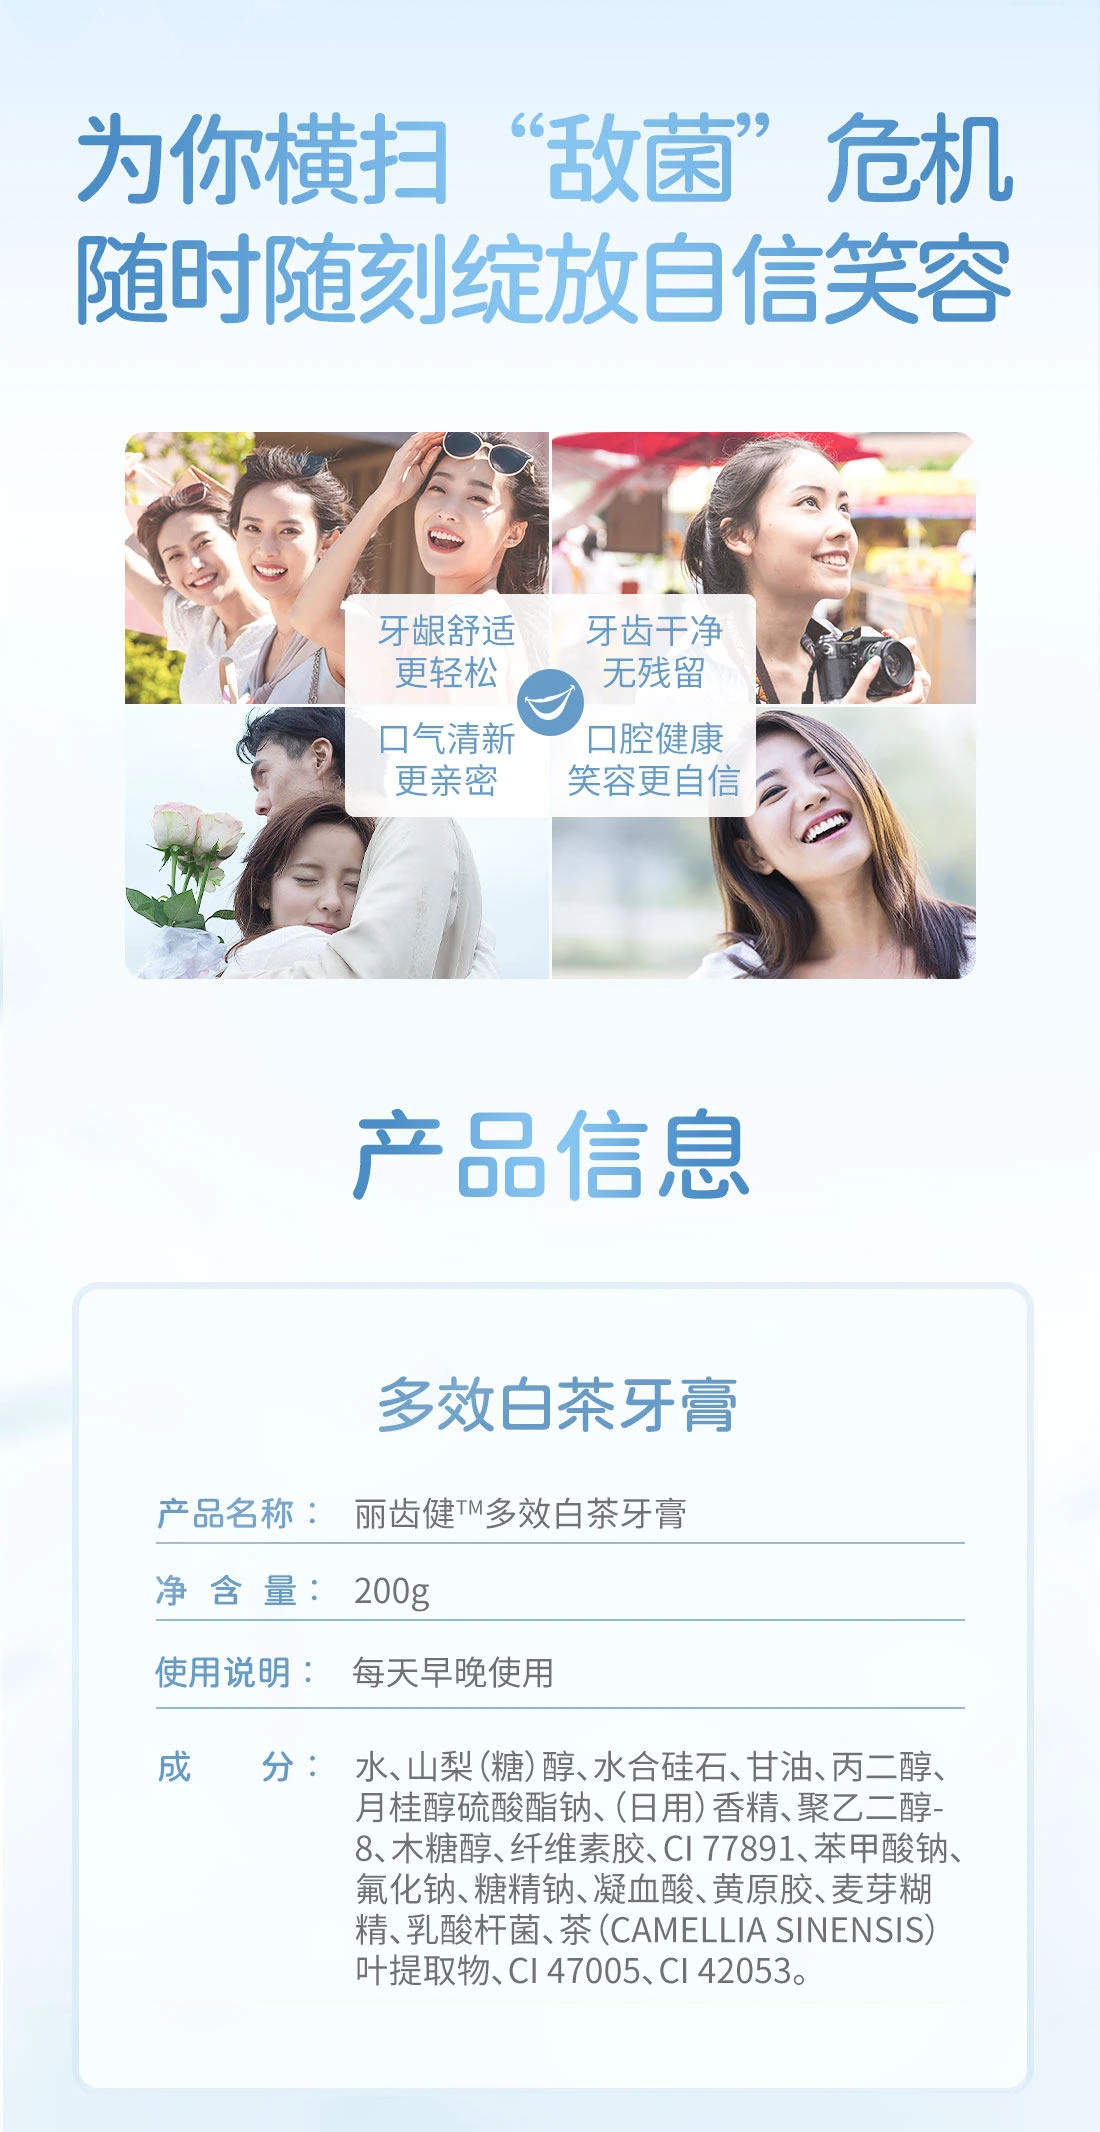 为你横扫“敌菌”危机
随时随刻绽放自信笑容
牙龈舒适
更轻松
牙齿干净
无残留
口气清新
更亲密
口腔健康
笑容更自信
产品信息
多效白茶牙膏
产品名称： 丽齿健™多效白茶牙膏
净含量： 200g
使用说明： 每天早晚使用
成分： 水、山梨（糖）醇、水合硅石、甘油、丙二醇、
月桂醇硫酸酯钠、（日用）香精、聚乙二醇-
8、木糖醇、纤维素胶、CI 77891、苯甲酸钠、
氟化钠、糖精钠、凝血酸、黄原胶、麦芽糊
精、乳酸杆菌、茶（CAMELLIA SINENSIS）
叶提取物、CI 47005、CI 42053。